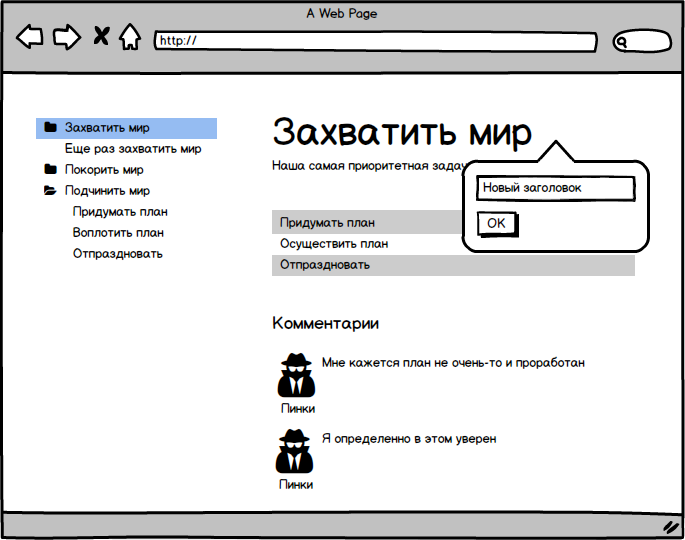 A Web Page
http://
Захватить мир
Еще раз захватить мир
Покорить мир
Подчинить мир
Придумать план
Воплотить план
Отпраздновать
Захватить мир
Наша самая приоритетная задач
Новый заголовок
OK
Придумать план
Осуществить план
Отпраздновать
Комментарии
Мне кажется план не очень-то и проработан
Пинки
Я определенно в этом уверен
Пинки